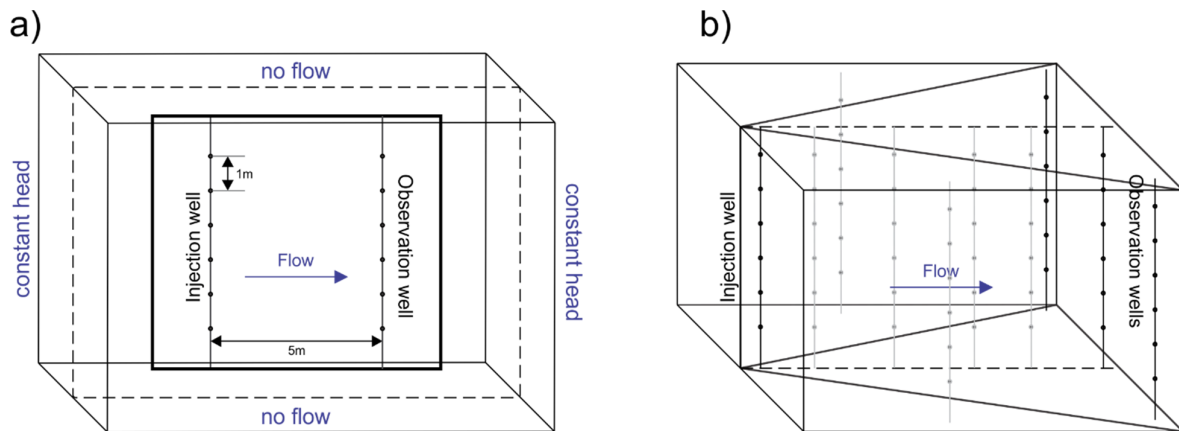 a)
no flow
constant head
Injection well
1m
Flow
5m
Observation well
constant head
no flow
b)
Injection well
Flow
Observation wells